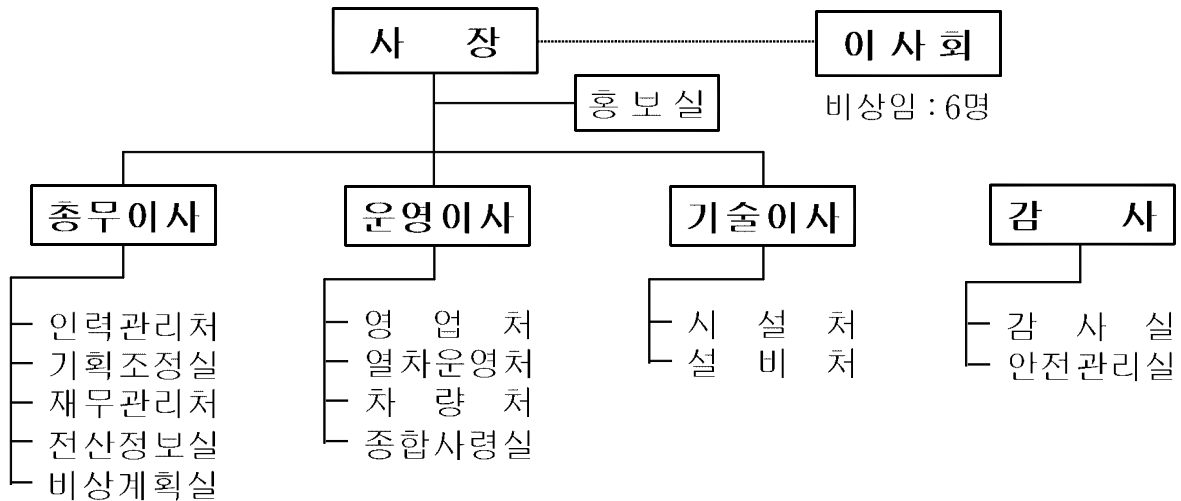 사 장
이 사 회
홍 보 실
비상임 : 6명
총무이사
운영이사
기술이사
감 사
인력관리처
기획조정실
재무관리처
전산정보실
비상계획실
영 업 처
열차운영처
차 량 처
종합사령실
시 설 처
설 비 처
감 사 실
안전관리실